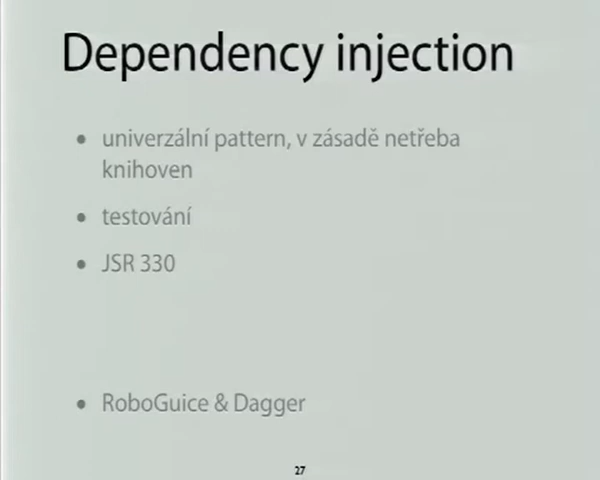 Dependency injection
• univerzální pattern, v zásadě netřeba
knihoven
• testování
• JSR 330
• RoboGuice & Dagger
27